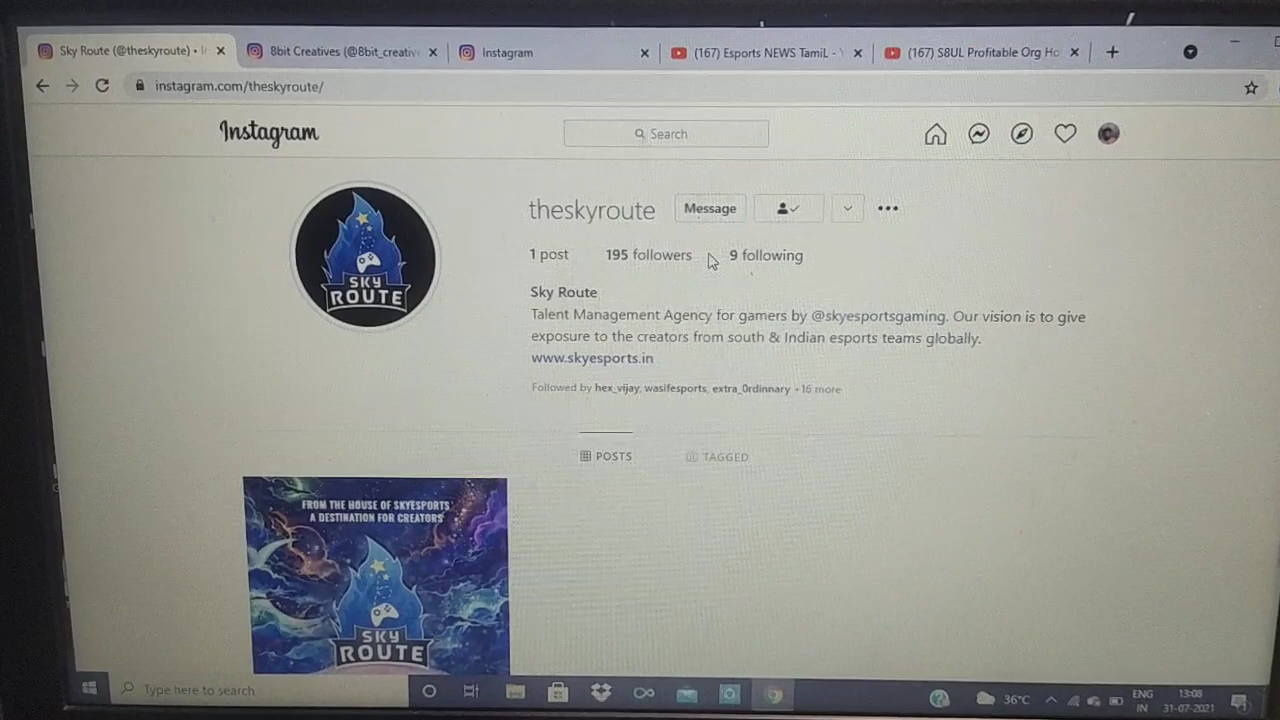 Sky Route (@theskyroute) • I
8bit Creatives (@8bit_creativ
Instagram
(167) Esports NEWS TamiL -
(167) S8UL Profitable Org Ho
instagram.com/theskyroute/
Instagram
Search
theskyroute
Message
1 post
195 followers
9 following
Sky Route
Talent Management Agency for gamers by @skyesportsgaming. Our vision is to give
exposure to the creators from south & Indian esports teams globally.
www.skyesports.in
Followed by hex_vijay, wasifesports, extra_0rdinnary + 16 more
POSTS
TAGGED
SKY
ROUTE
FROM THE HOUSE OF SKYESPORTS
A DESTINATION FOR CREATORS
SKY
ROUTE
Type here to search
36°C
ENG
IN
13:08
31-07-2021